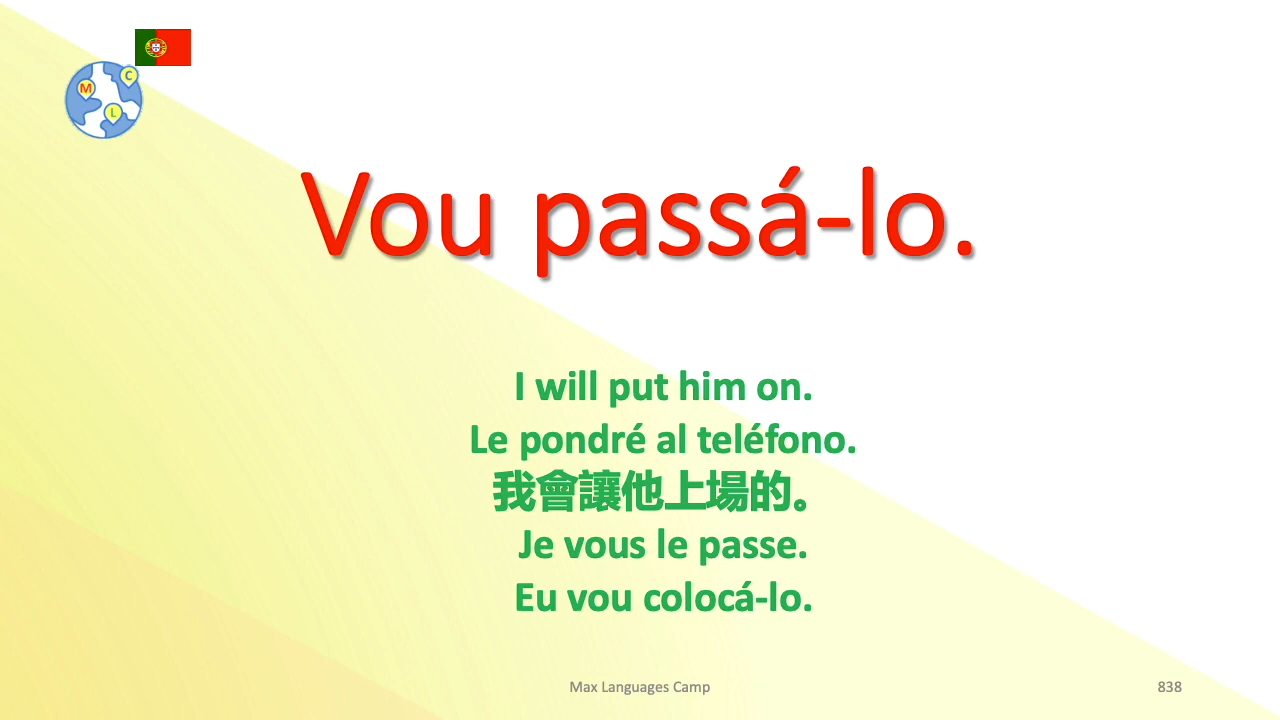 M
C
L
Vou passá-lo.
I will put him on.
Le pondré al teléfono.
我會讓他上場的。
Je vous le passe.
Eu vou colocá-lo.
Max Languages Camp
838